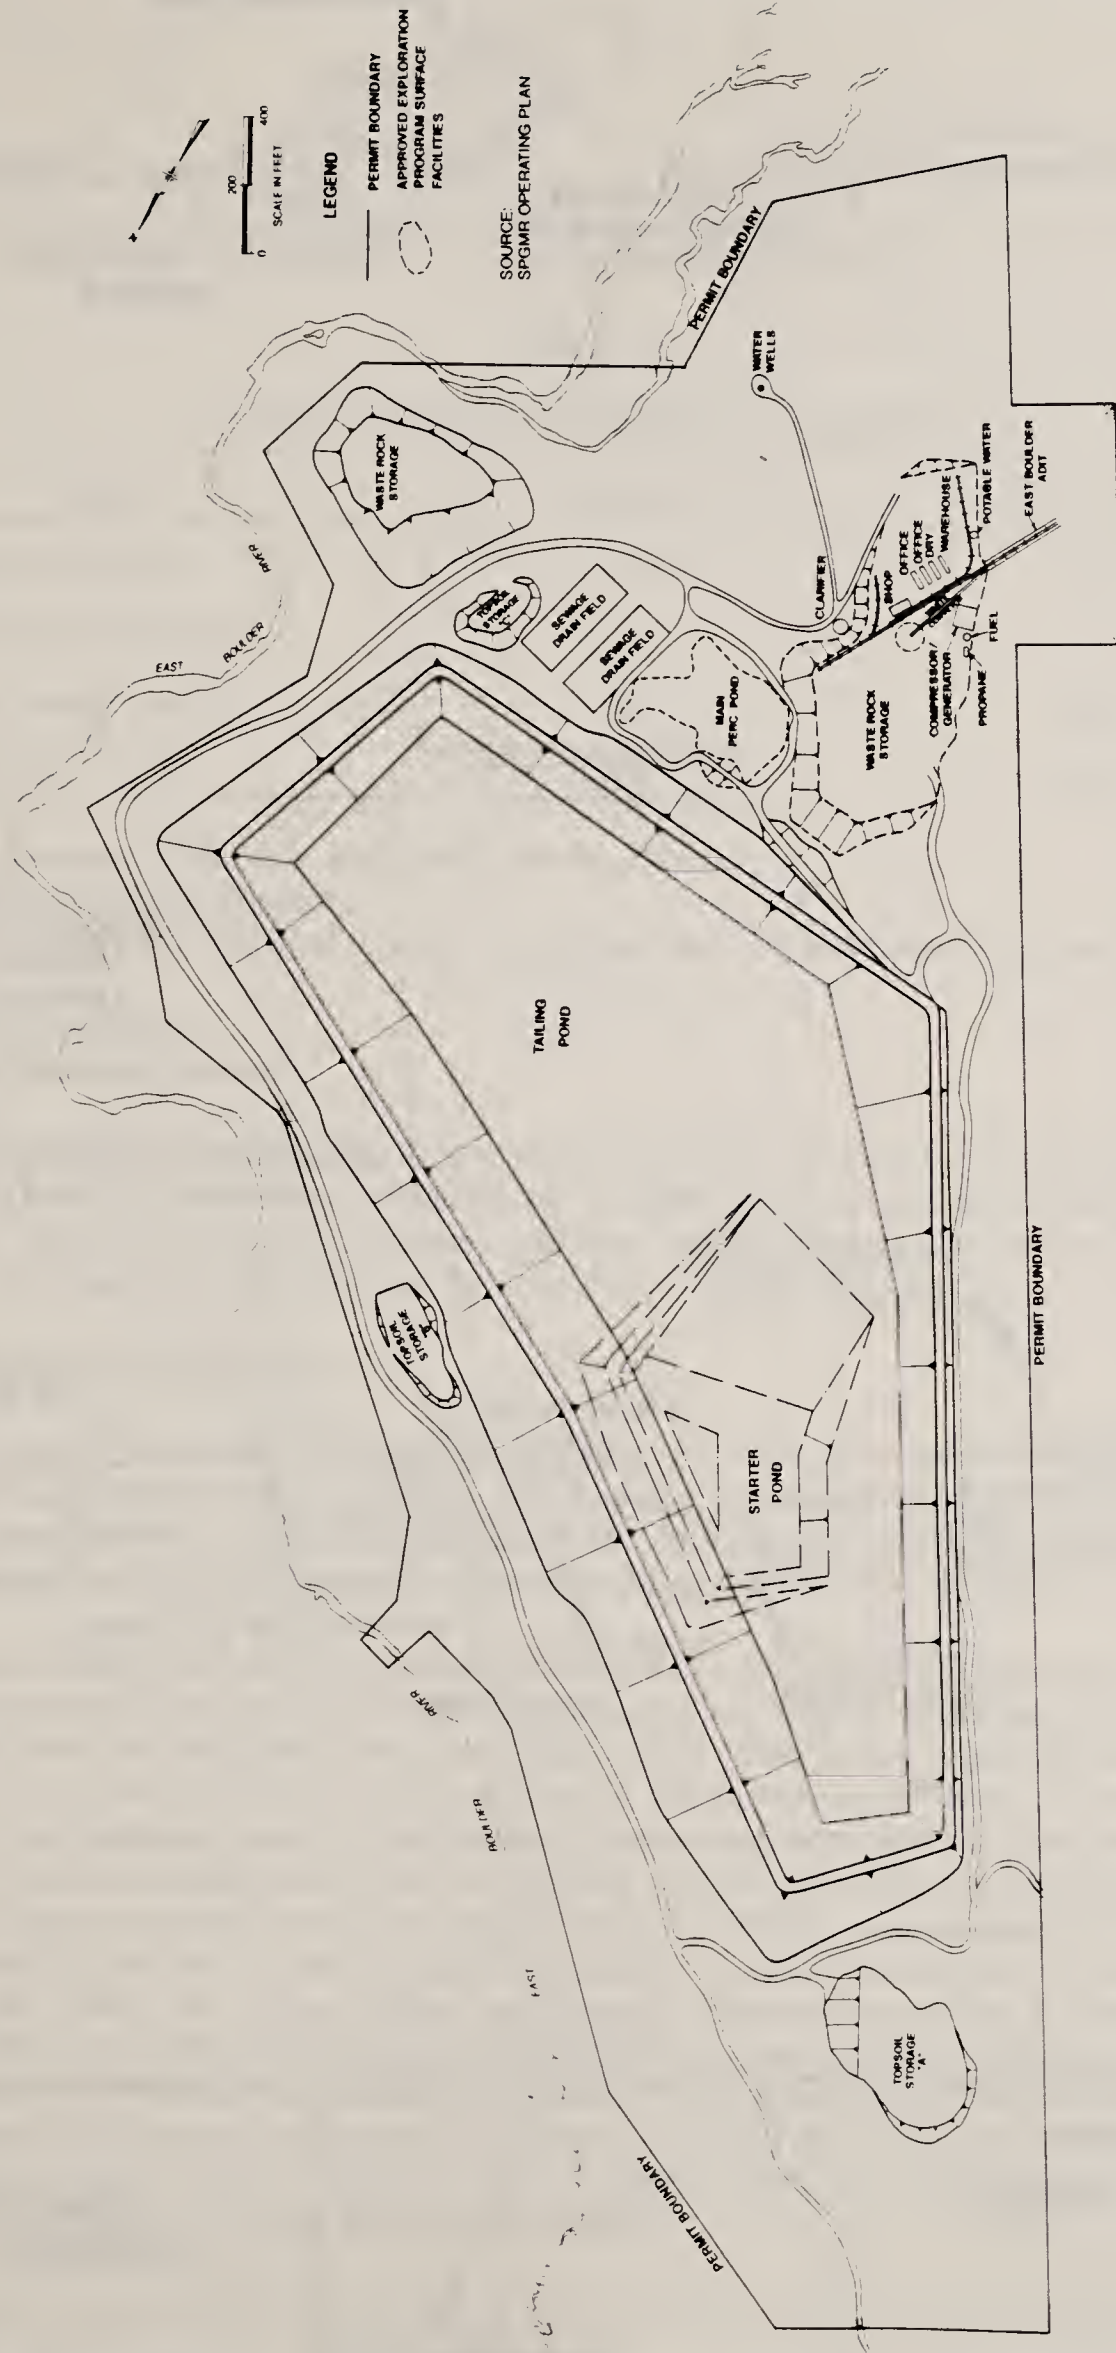 0
200
400
SCALE IN FEET
LEGEND
PERMIT BOUNDARY
APPROVED EXPLORATION
PROGRAM SURFACE
FACILITIES
SOURCE:
SPGMR OPERATING PLAN
PERMIT BOUNDARY
WATER
WELLS
WASTE ROCK
STORAGE
EAST
BOULDER
RIVER
TOPSOIL
STORAGE
SEWAGE
DRAIN FIELD
SEWAGE
DRAIN FIELD
MAIN
PERC POND
CLARIFIER
SHOP
OFFICE
OFFICE
DRY
WAREHOUSE
POTABLE WATER
EAST BOULDER
ADIT
COMPRESSOR/
GENERATOR
PROPANE
FUEL
WASTE ROCK
STORAGE
TAILING
POND
TOPSOIL
STORAGE
STARTER
POND
PERMIT BOUNDARY
EAST
BOULDER
RIVER
TOPSOIL
STORAGE
"A"
PERMIT BOUNDARY